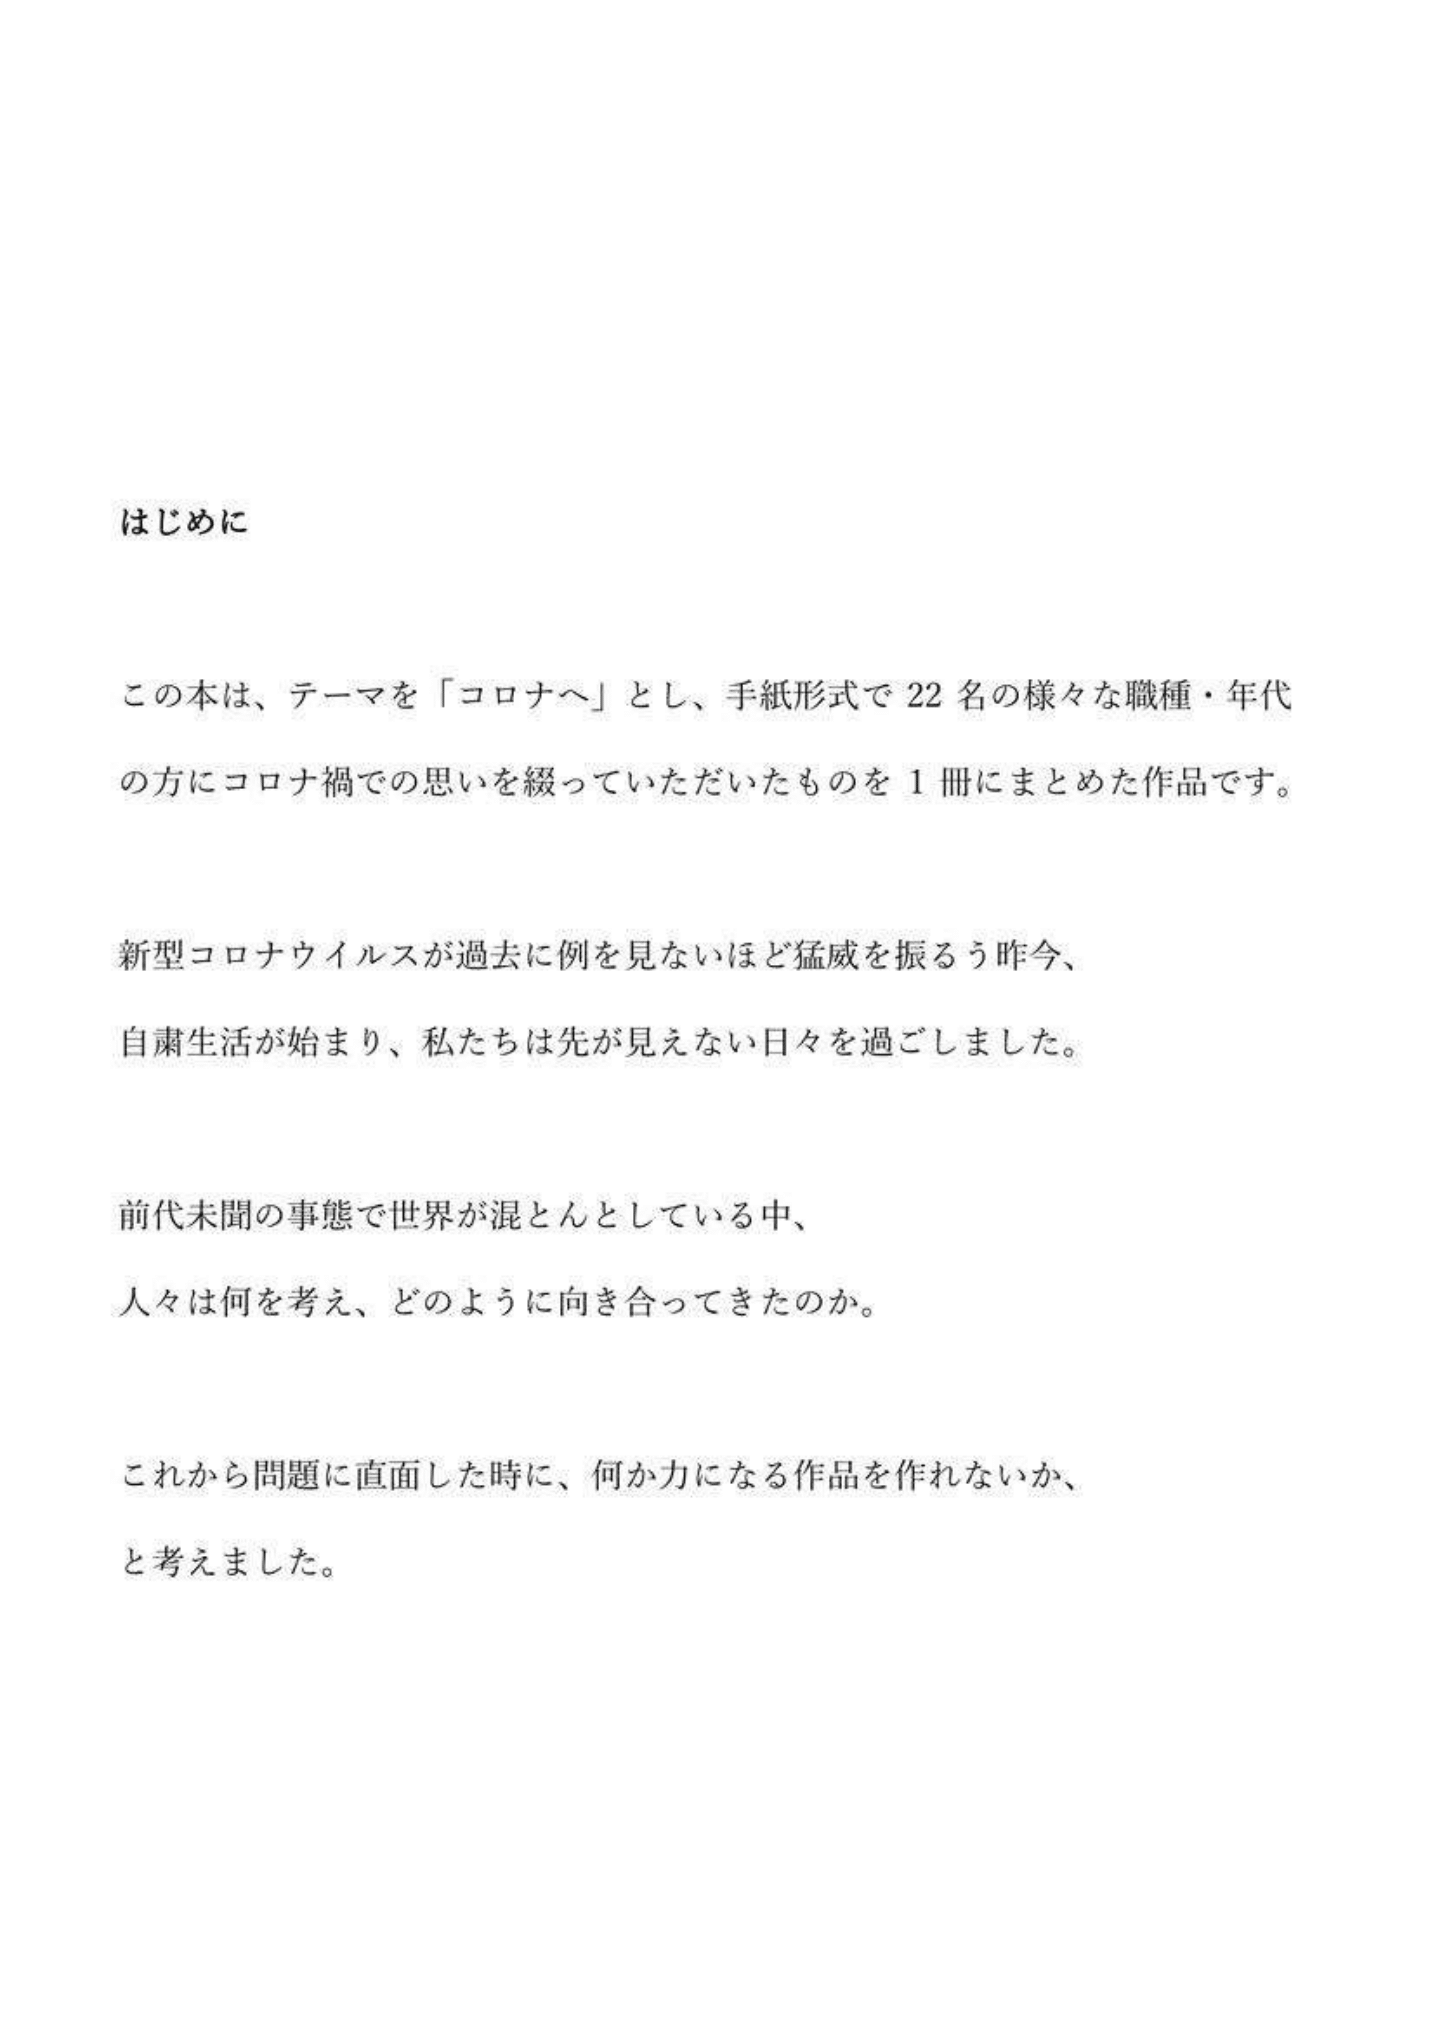 はじめに
この本は、テーマを「コロナへ」とし、手紙形式で 22 名の様々な職種・年代
の方にコロナ禍での思いを綴っていただいたものを 1 冊にまとめた作品です。
新型コロナウイルスが過去に例を見ないほど猛威を振るう昨今、
自粛生活が始まり、私たちは先が見えない日々を過ごしました。
前代未聞の事態で世界が混とんとしている中、
人々は何を考え、どのように向き合ってきたのか。
これから問題に直面した時に、何か力になる作品を作れないか、
と考えました。